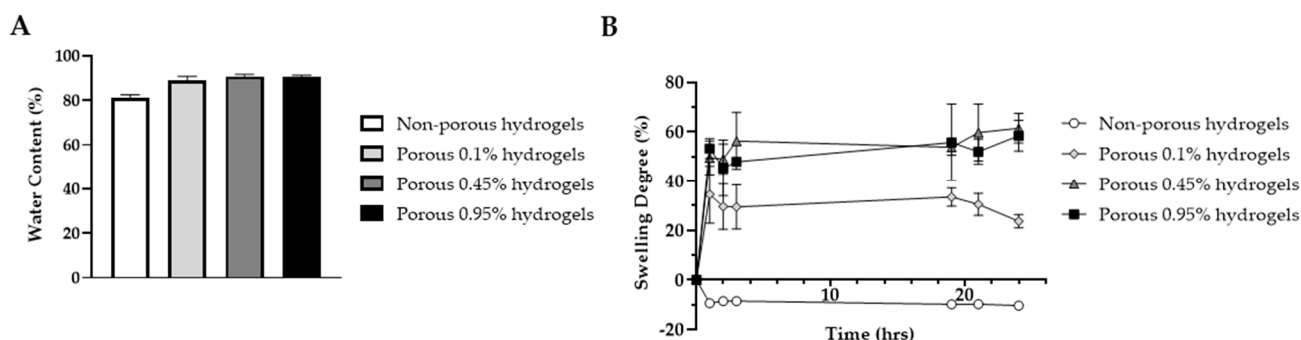 A
Water Content (%)
100
80
60
40
20
0
Non-porous hydrogels
Porous 0.1% hydrogels
Porous 0.45% hydrogels
Porous 0.95% hydrogels
B
Swelling Degree (%)
80
60
40
20
0
-20
10
20
Time (hrs)
Non-porous hydrogels
Porous 0.1% hydrogels
Porous 0.45% hydrogels
Porous 0.95% hydrogels